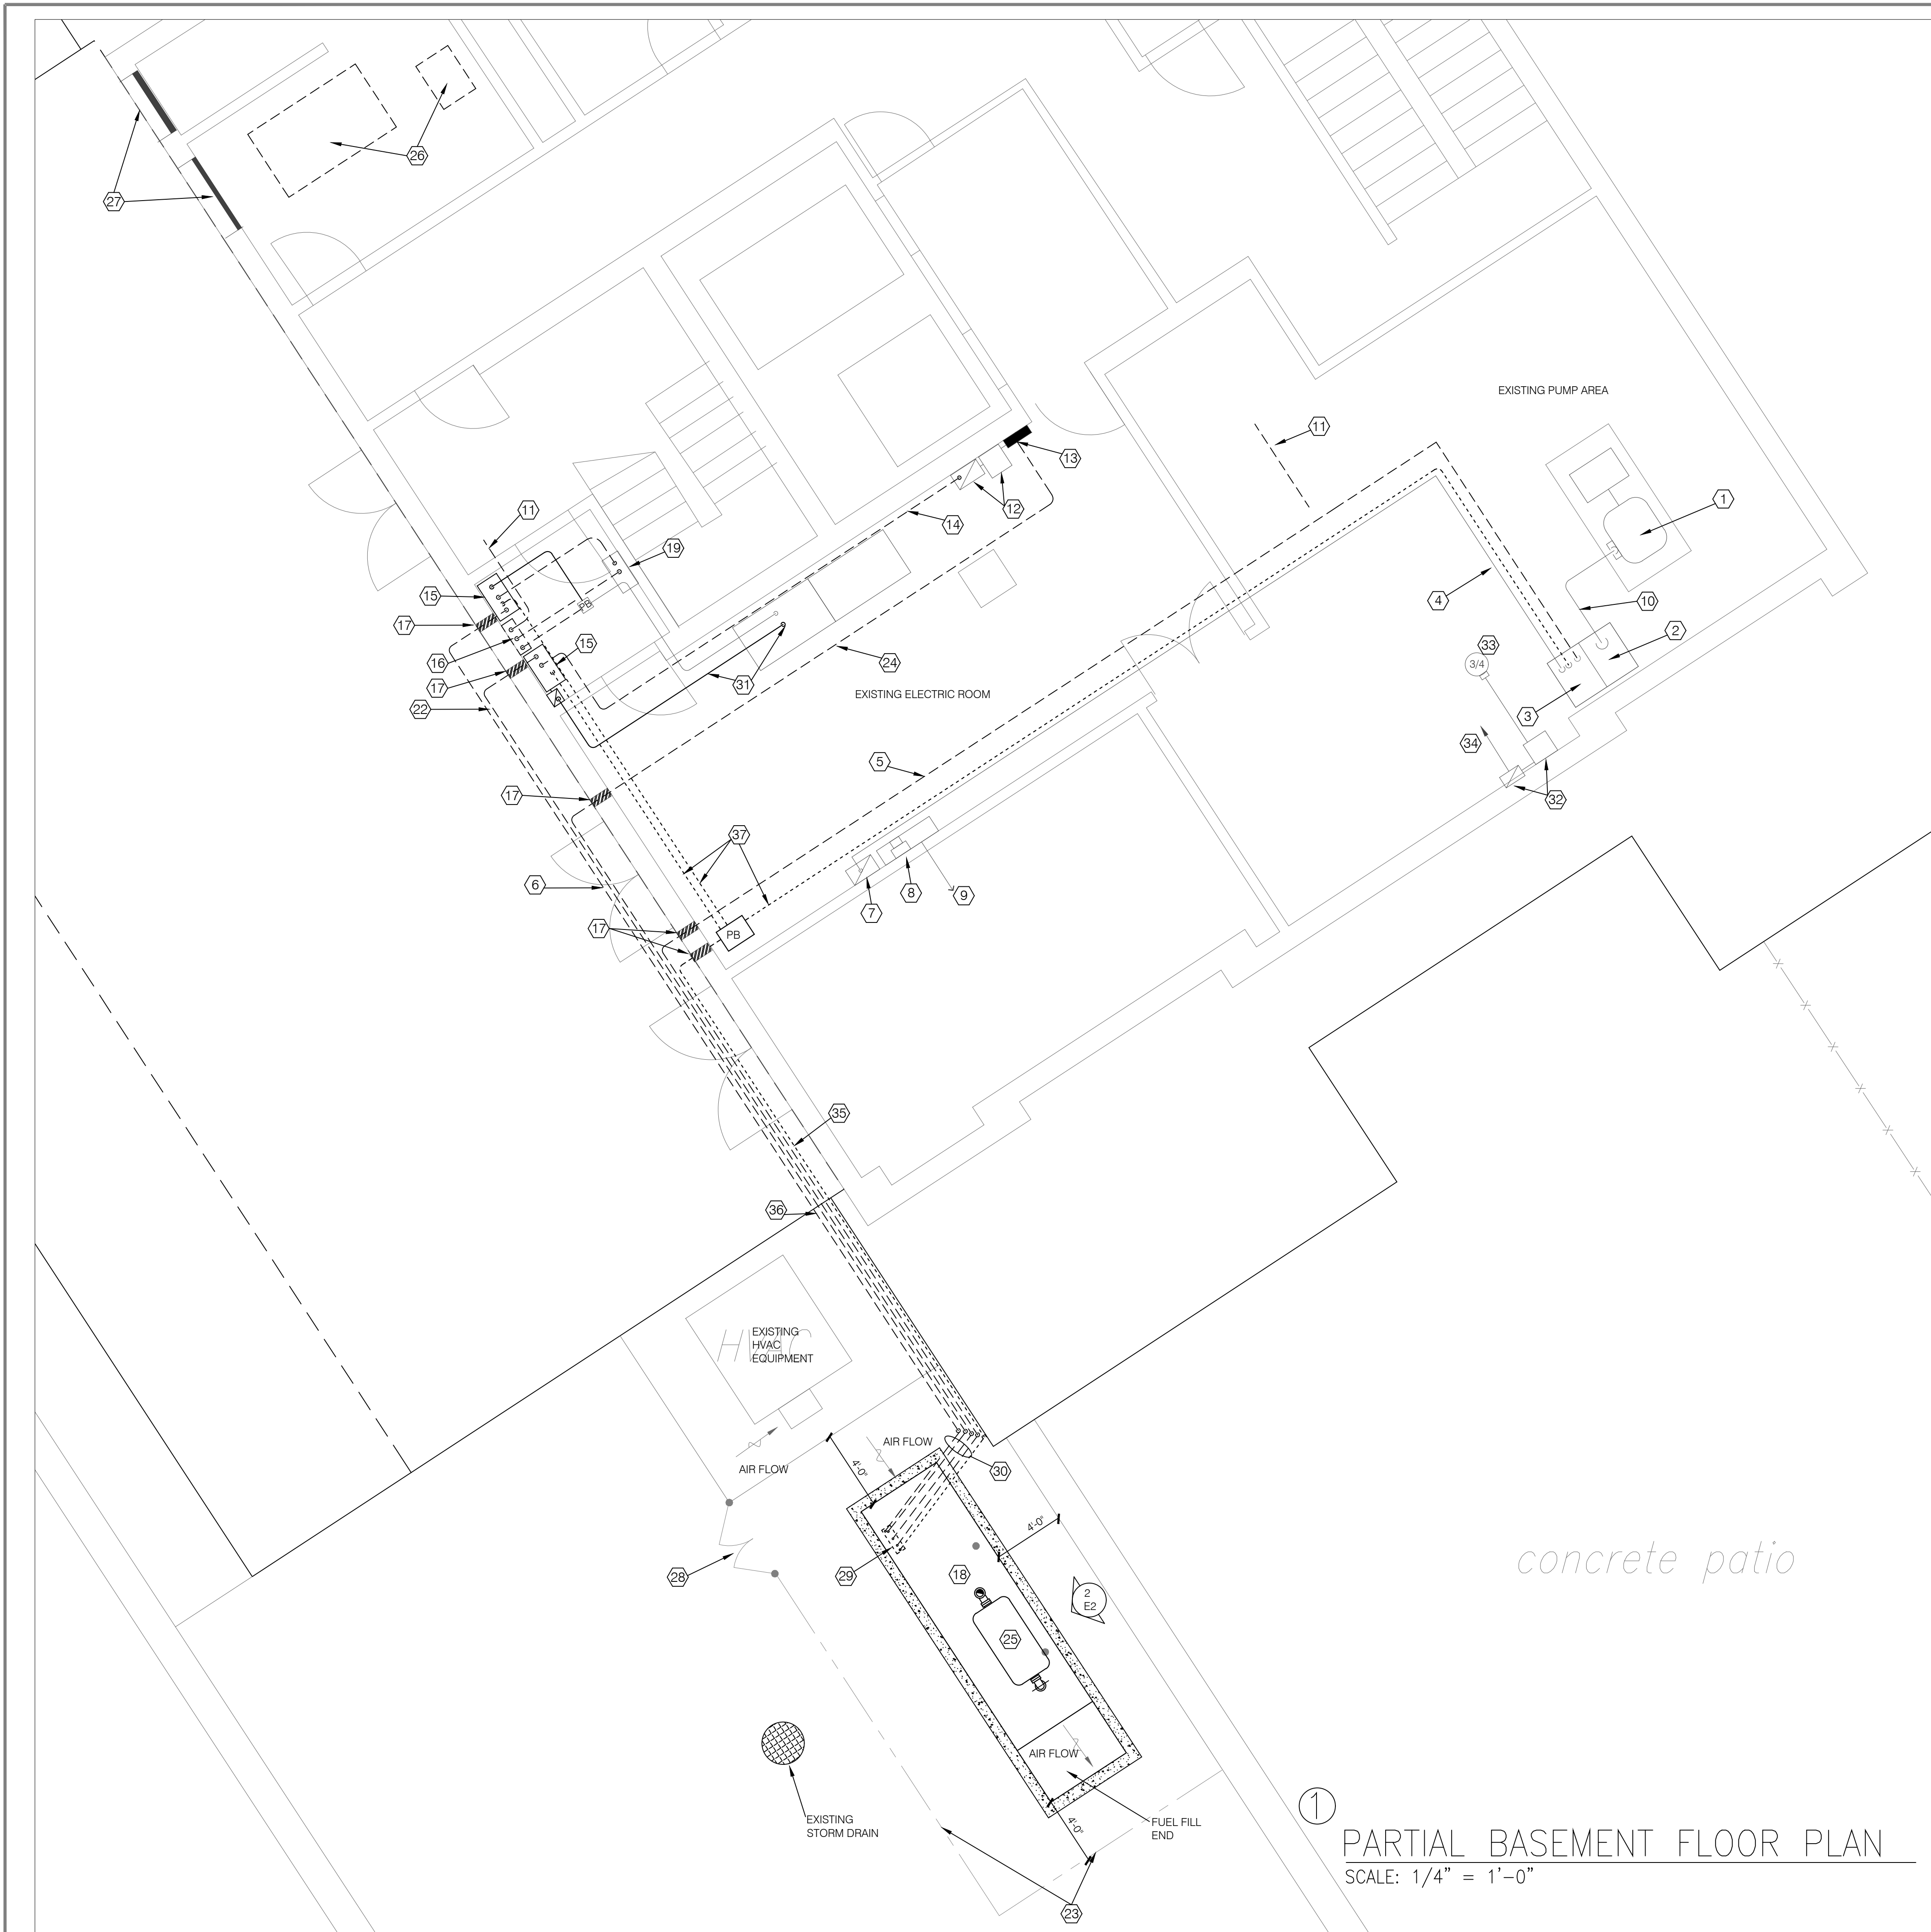 26
27
EXISTING PUMP AREA
11
13
1
12
11
14
19
15
4
10
17
2
15
33
16
3/4
17
24
31
EXISTING ELECTRIC ROOM
22
3
34
5
17
32
37
6
8
9
7
17
PB
35
36
HVAC
EXISTING
HVAC
EQUIPMENT
AIR FLOW
AIR FLOW
4'-0"
30
4'-0"
concrete patio
28
29
18
2
E2
25
AIR FLOW
EXISTING
STORM DRAIN
4'-0"
FUEL FILL
END
23
1
PARTIAL BASEMENT FLOOR PLAN
SCALE: 1/4" = 1'-0"